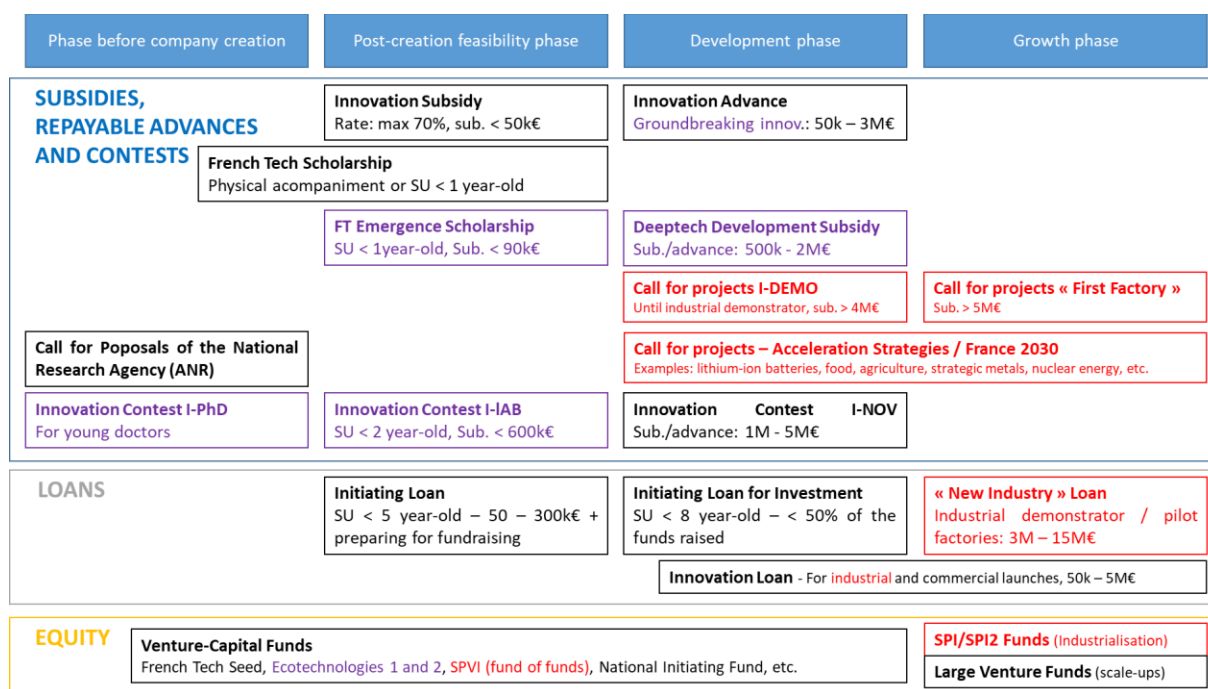 Phase before company creation
Post-creation feasibility phase
Development phase
Growth phase
SUBSIDIES,
REPAYABLE ADVANCES
AND CONTESTS
Innovation Subsidy
Rate: max 70%, sub. < 50k€
Innovation Advance
Groundbreaking innov.: 50k – 3M€
French Tech Scholarship
Physical acompaniment or SU < 1 year-old
FT Emergence Scholarship
SU < 1year-old, Sub. < 90k€
Deeptech Development Subsidy
Sub./advance: 500k - 2M€
Call for projects I-DEMO
Until industrial demonstrator, sub. > 4M€
Call for projects « First Factory »
Sub. > 5M€
Call for Poposals of the National
Research Agency (ANR)
Call for projects – Acceleration Strategies / France 2030
Examples: lithium-ion batteries, food, agriculture, strategic metals, nuclear energy, etc.
Innovation Contest I-PhD
For young doctors
Innovation Contest I-lAB
SU < 2 year-old, Sub. < 600k€
Innovation Contest I-NOV
Sub./advance: 1M - 5M€
LOANS
Initiating Loan
SU < 5 year-old – 50 – 300k€ +
preparing for fundraising
Initiating Loan for Investment
SU < 8 year-old – < 50% of the
funds raised
« New Industry » Loan
Industrial demonstrator / pilot
factories: 3M – 15M€
Innovation Loan - For industrial and commercial launches, 50k – 5M€
EQUITY
Venture-Capital Funds
French Tech Seed, Ecotechnologies 1 and 2, SPVI (fund of funds), National Initiating Fund, etc.
SPI/SPI2 Funds (Industrialisation)
Large Venture Funds (scale-ups)